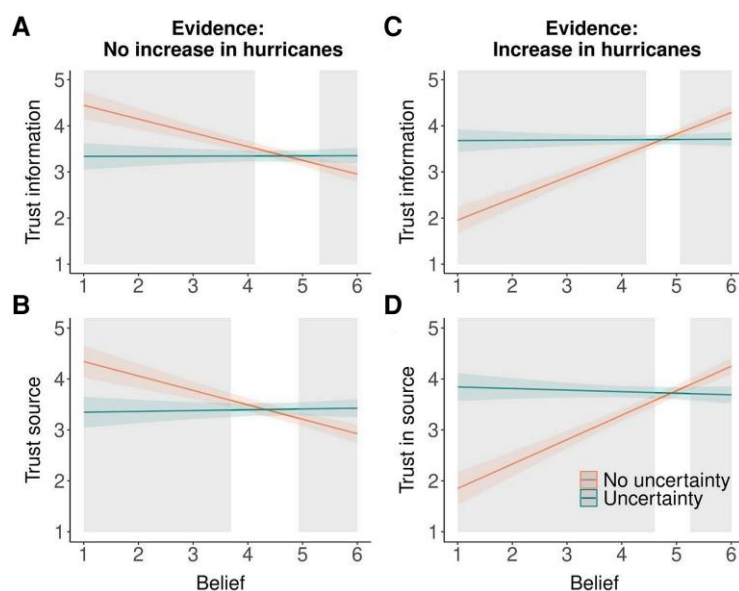 A
Evidence:
No increase in hurricanes
5
4
3
2
1
Trust information
1 2 3 4 5 6
C
Evidence:
Increase in hurricanes
5
4
3
2
1
Trust information
1 2 3 4 5 6
B
5
4
3
2
1
Trust source
1 2 3 4 5 6
Belief
D
5
4
3
2
1
Trust in source
No uncertainty
Uncertainty
1 2 3 4 5 6
Belief